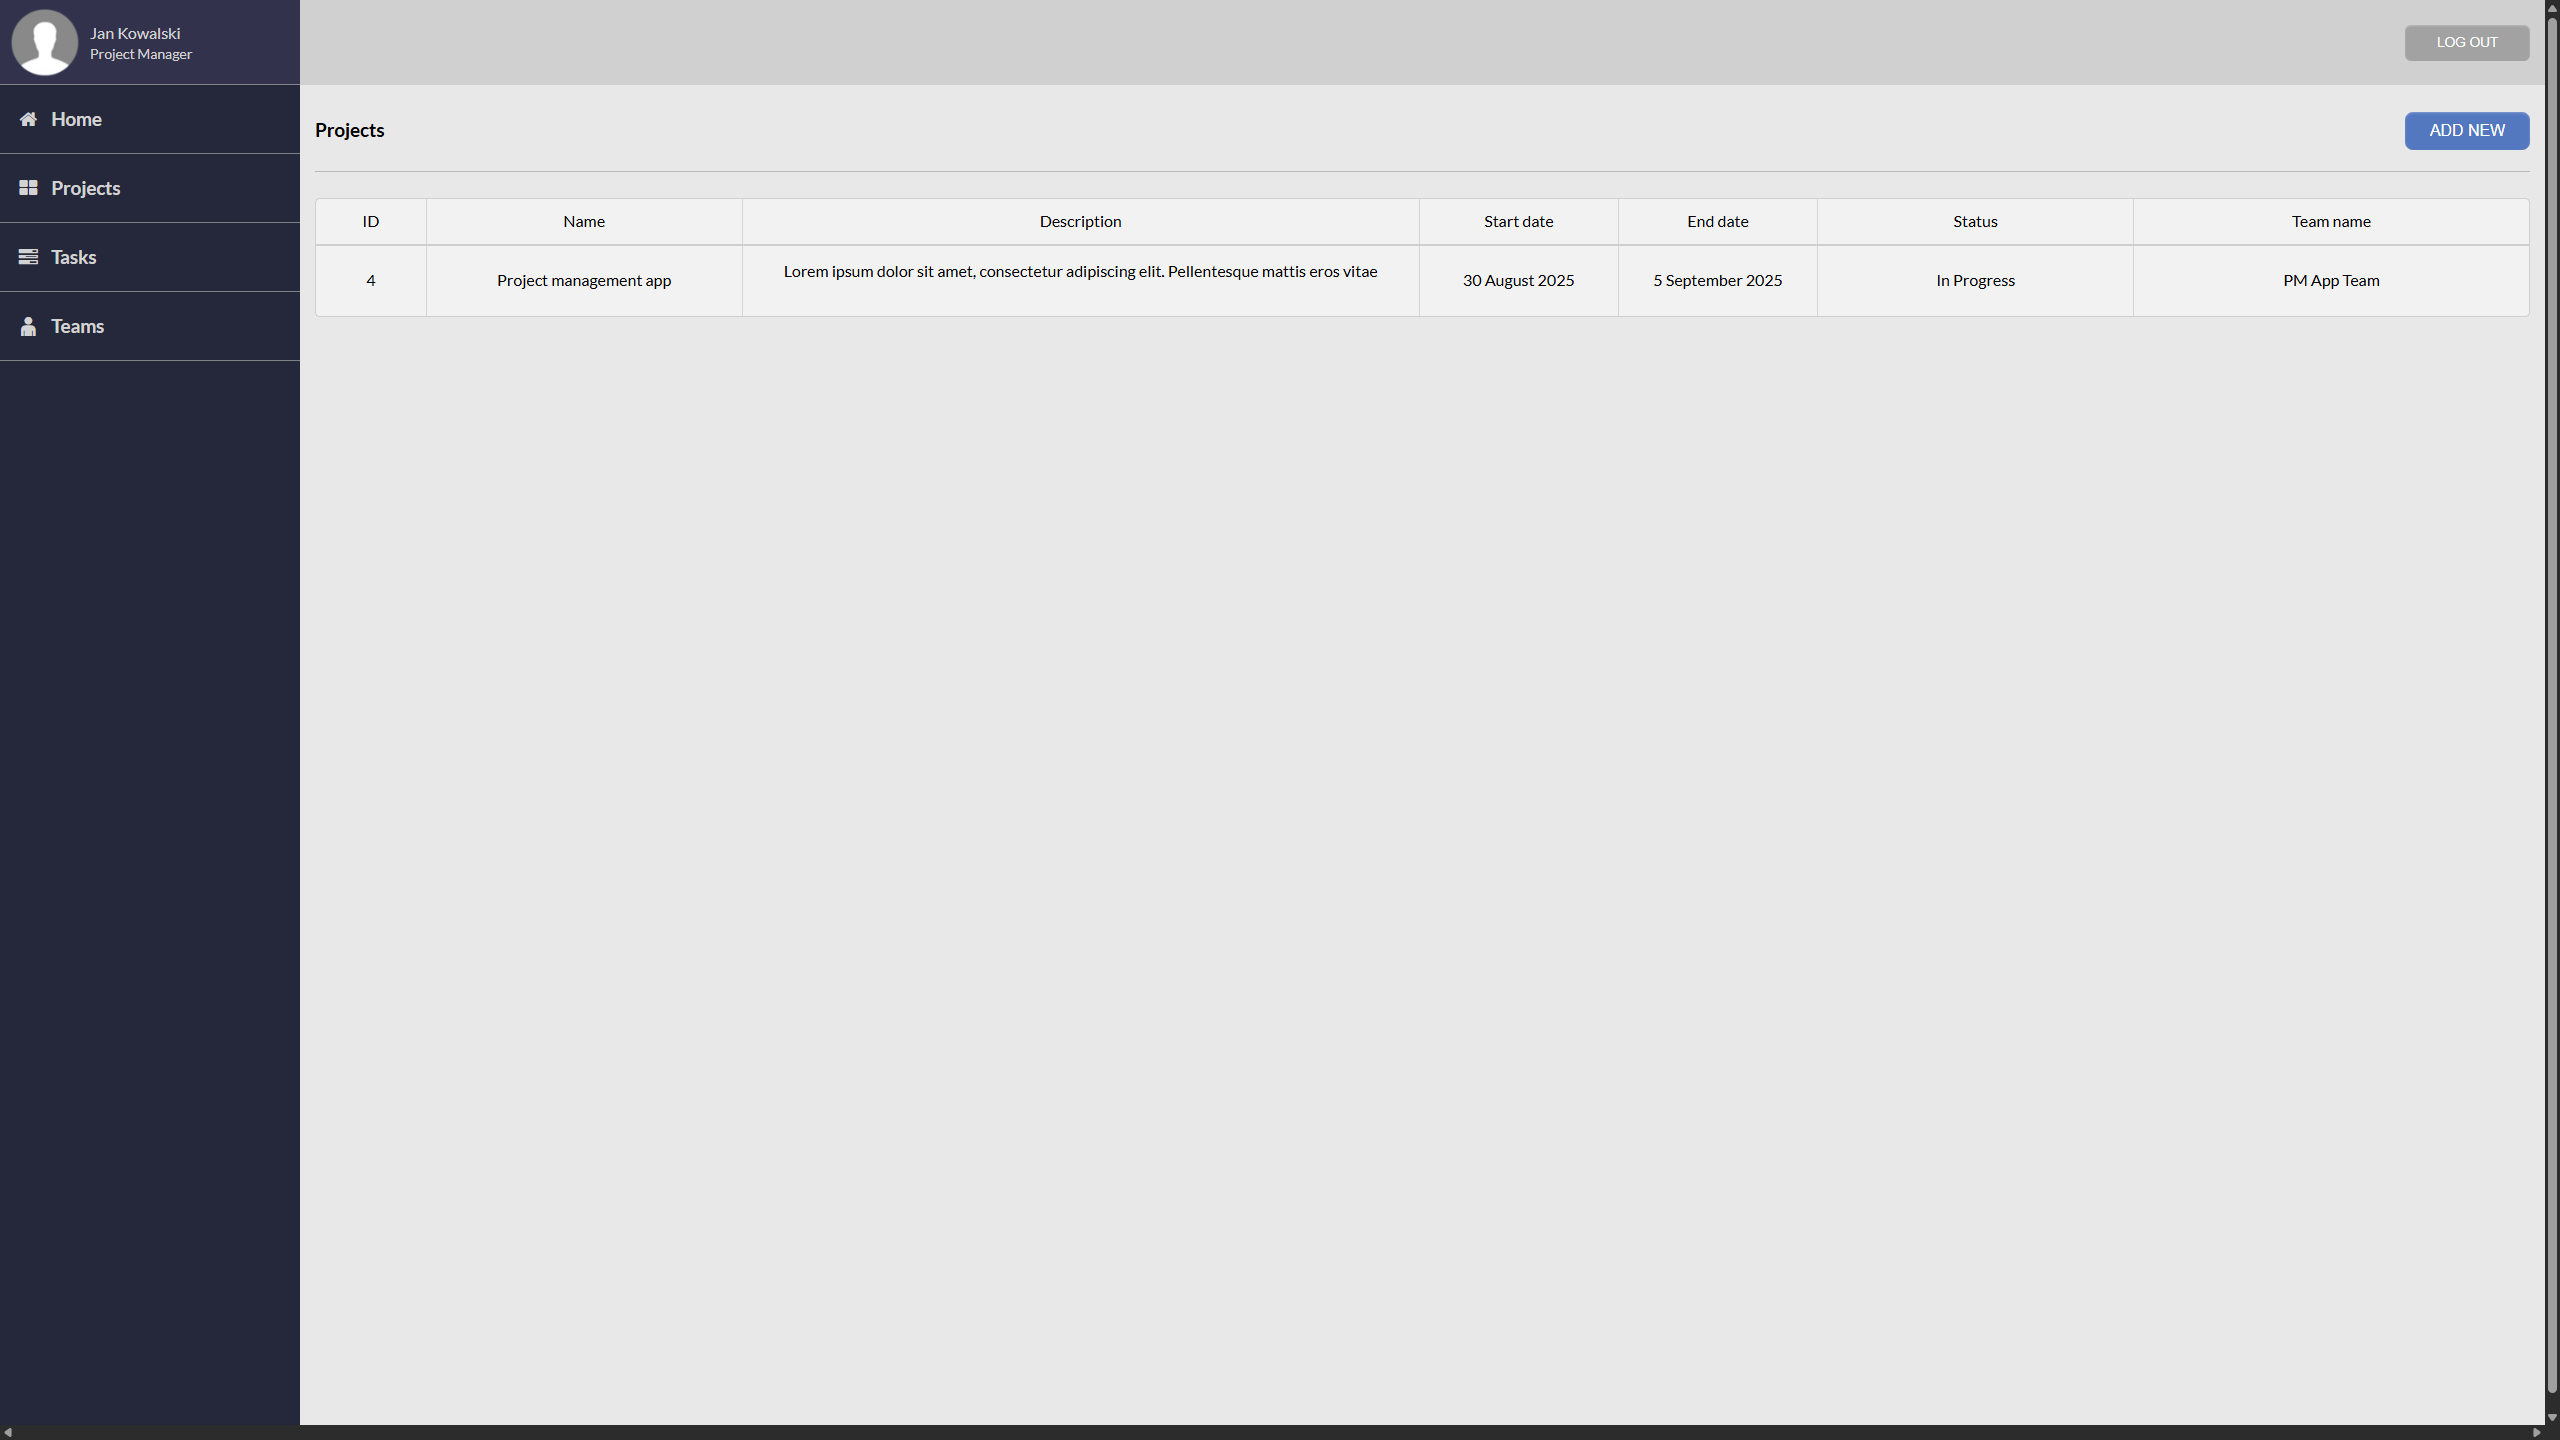 Jan Kowalski
Project Manager
LOG OUT
Home
Projects
Tasks
Teams
Projects
ADD NEW
ID Name Description Start date End date Status Team name
4 Project management app Lorem ipsum dolor sit amet, consectetur adipiscing elit. Pellentesque mattis eros vitae 30 August 2025 5 September 2025 In Progress PM App Team